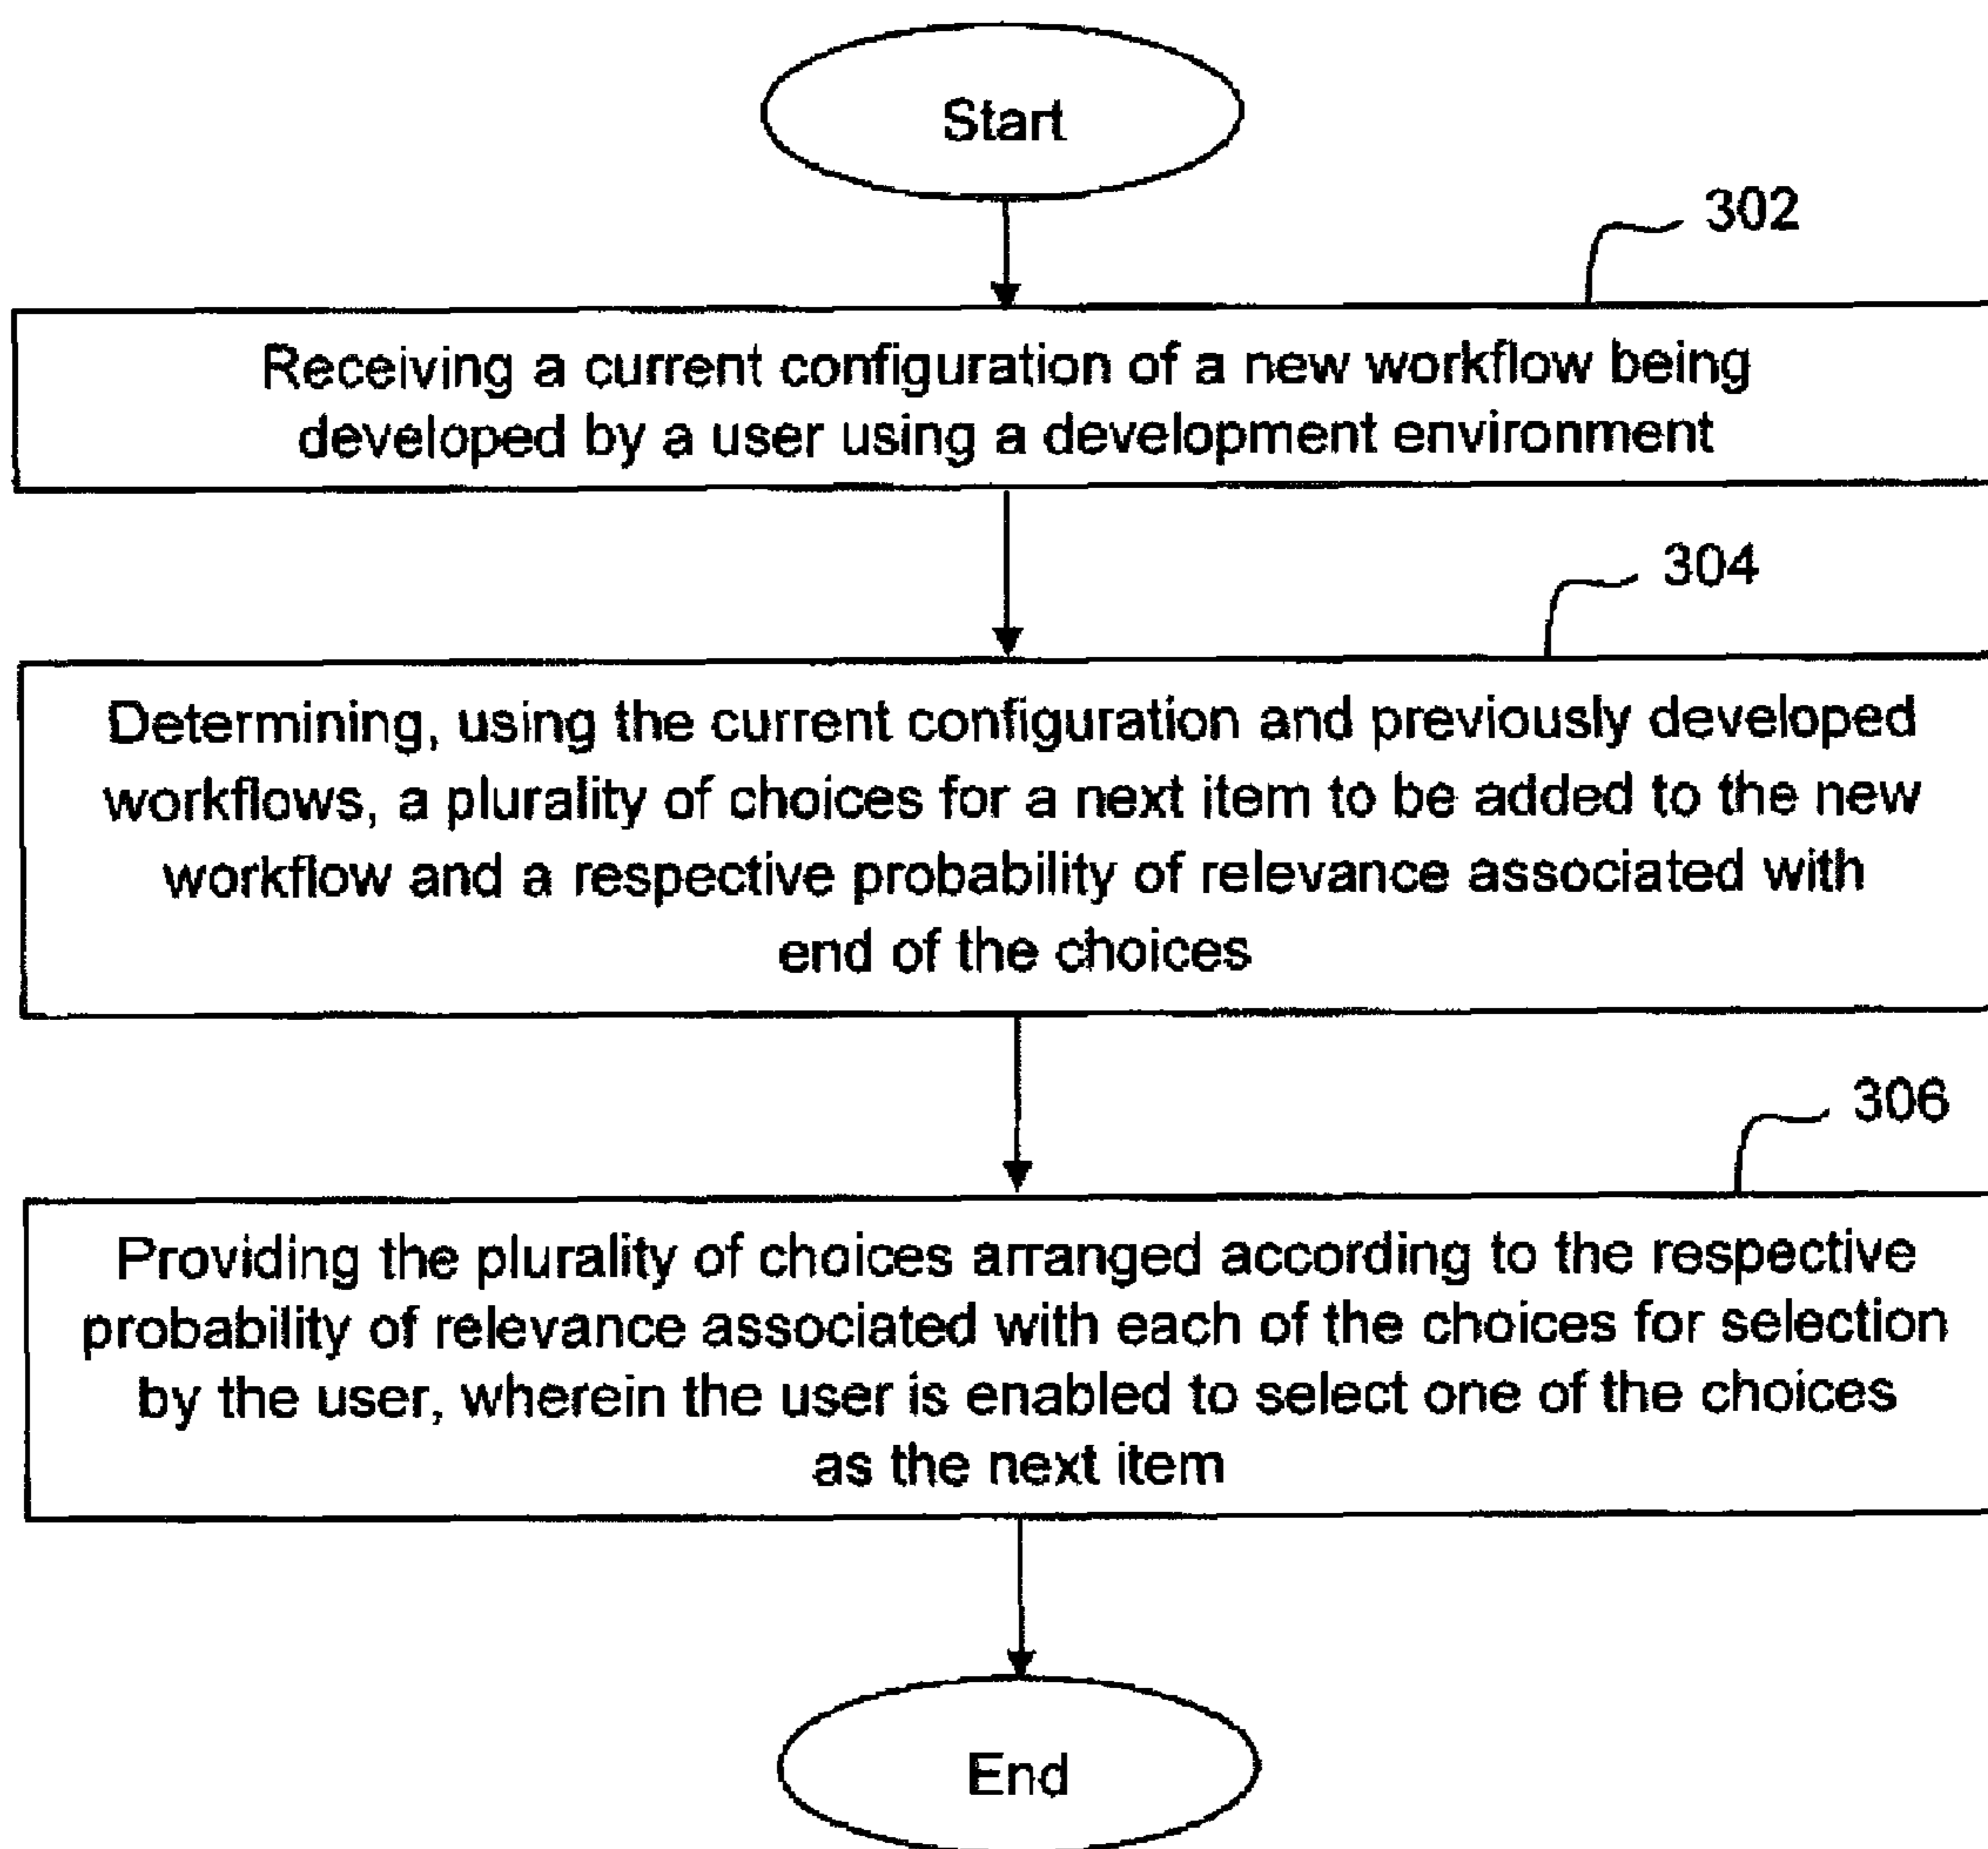 Start
302
Receiving a current configuration of a new workflow being
developed by a user using a development environment
304
Determining, using the current configuration and previously developed
workflows, a plurality of choices for a next item to be added to the new
workflow and a respective probability of relevance associated with
end of the choices
306
Providing the plurality of choices arranged according to the respective
probability of relevance associated with each of the choices for selection
by the user, wherein the user is enabled to select one of the choices
as the next item
End